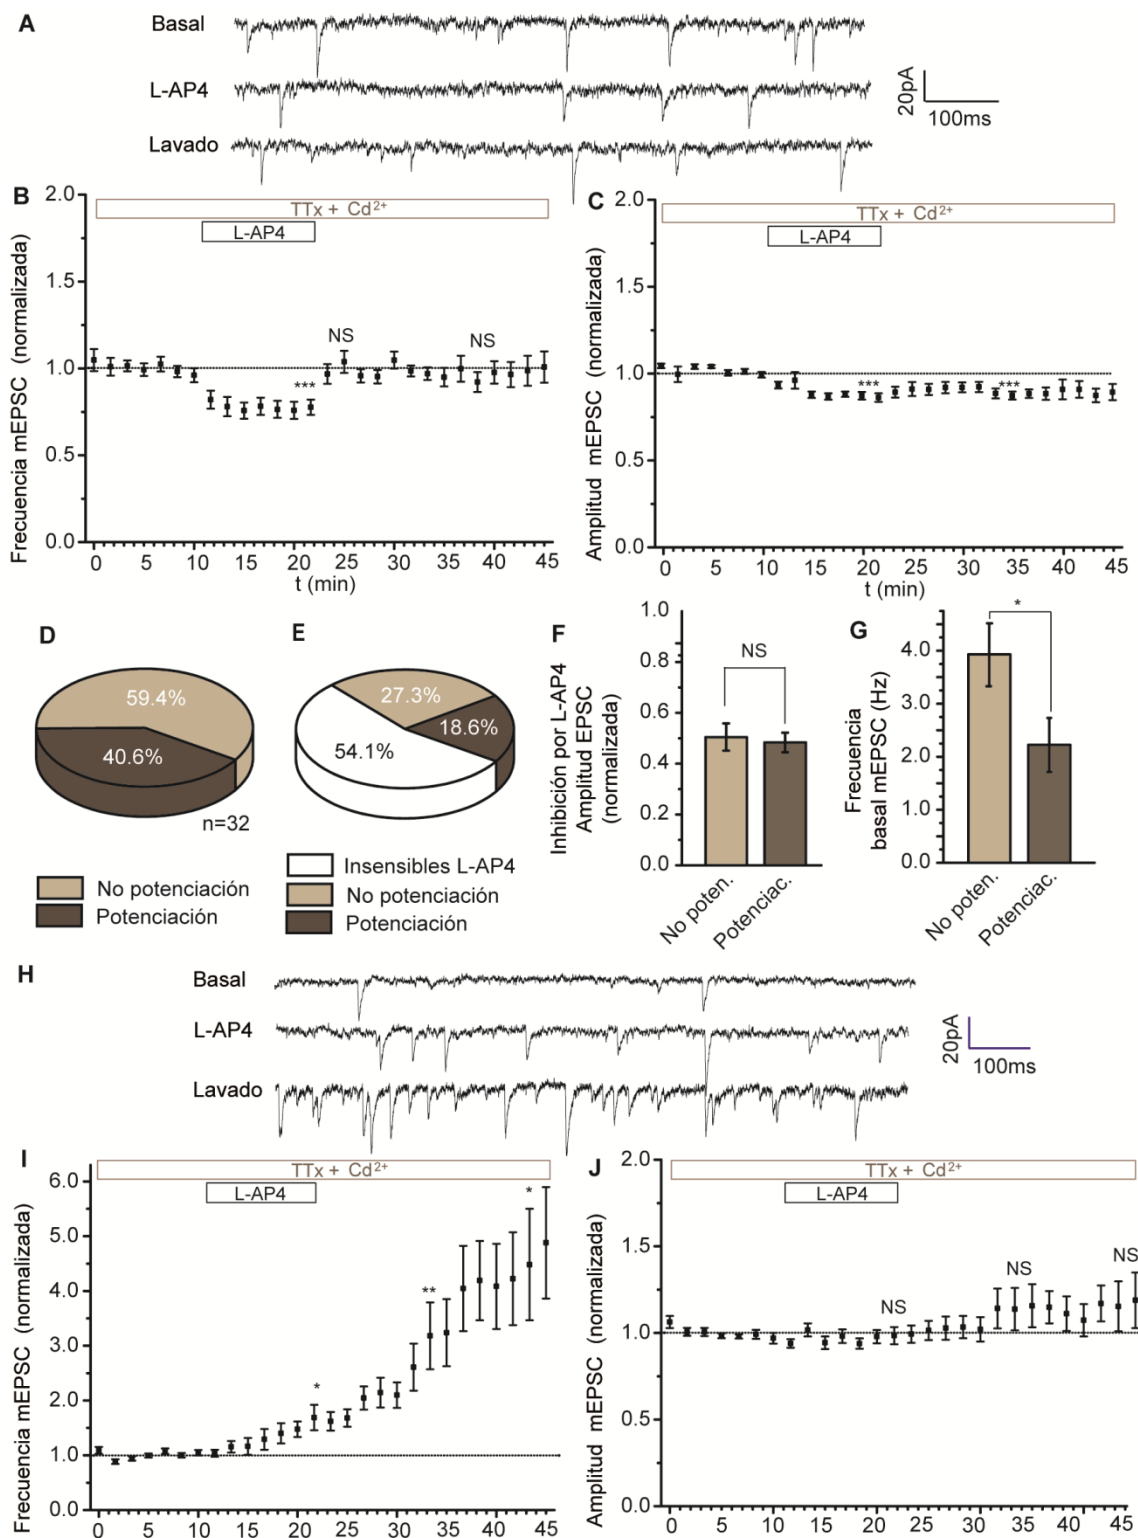 A
Basal
L-AP4
Lavado
20pA
100ms
B
Frecuencia mEPSC (normalizada)
2.0
1.5
1.0
0.5
0.0
TTx + Cd2+
L-AP4
***
NS
NS
0 5 10 15 20 25 30 35 40 45
t (min)
C
Amplitud mEPSC (normalizada)
2.0
1.5
1.0
0.5
0.0
TTx + Cd2+
L-AP4
***
***
0 5 10 15 20 25 30 35 40 45
t (min)
D
59.4%
40.6%
n=32
No potenciación
Potenciación
E
27.3%
18.6%
54.1%
Insensibles L-AP4
No potenciación
Potenciación
F
Inhibición por L-AP4
Amplitud EPSC
(normalizada)
1.0
0.8
0.6
0.4
0.2
0.0
NS
No poten.
Potenciac.
G
Frecuencia
basal mEPSC (Hz)
4.0
3.0
2.0
1.0
0.0
*
No poten.
Potenciac.
H
Basal
L-AP4
Lavado
20pA
100ms
I
Frecuencia mEPSC (normalizada)
6.0
5.0
4.0
3.0
2.0
1.0
0.0
TTx + Cd2+
L-AP4
*
**
*
0 5 10 15 20 25 30 35 40 45
J
Amplitud mEPSC (normalizada)
2.0
1.5
1.0
0.5
0.0
TTx + Cd2+
L-AP4
NS
NS
NS
0 5 10 15 20 25 30 35 40 45